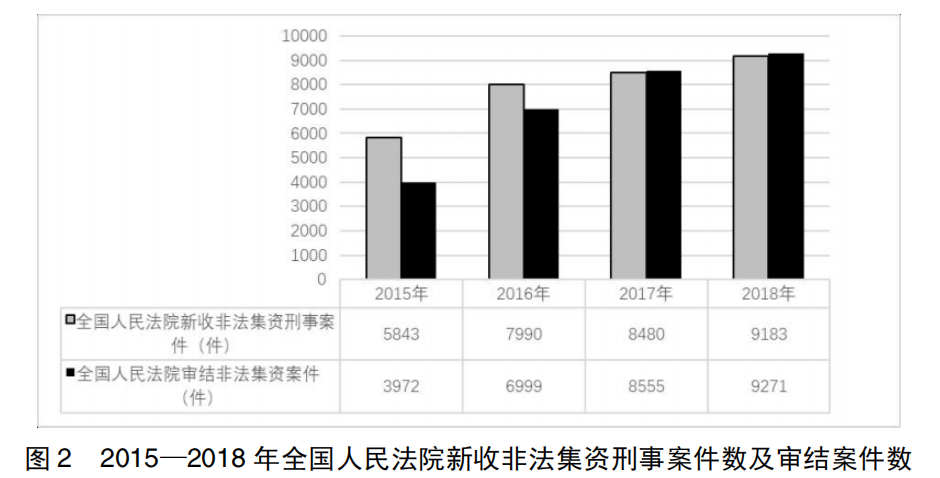 10000
9000
8000
7000
6000
5000
4000
3000
2000
1000
0
2015年 2016年 2017年 2018年
全国人民法院新收非法集资刑事案
件（件）
5843 7990 8480 9183
全国人民法院审结非法集资案件
（件）
3972 6999 8555 9271
图2 2015—2018年全国人民法院新收非法集资刑事案件数及审结案件数